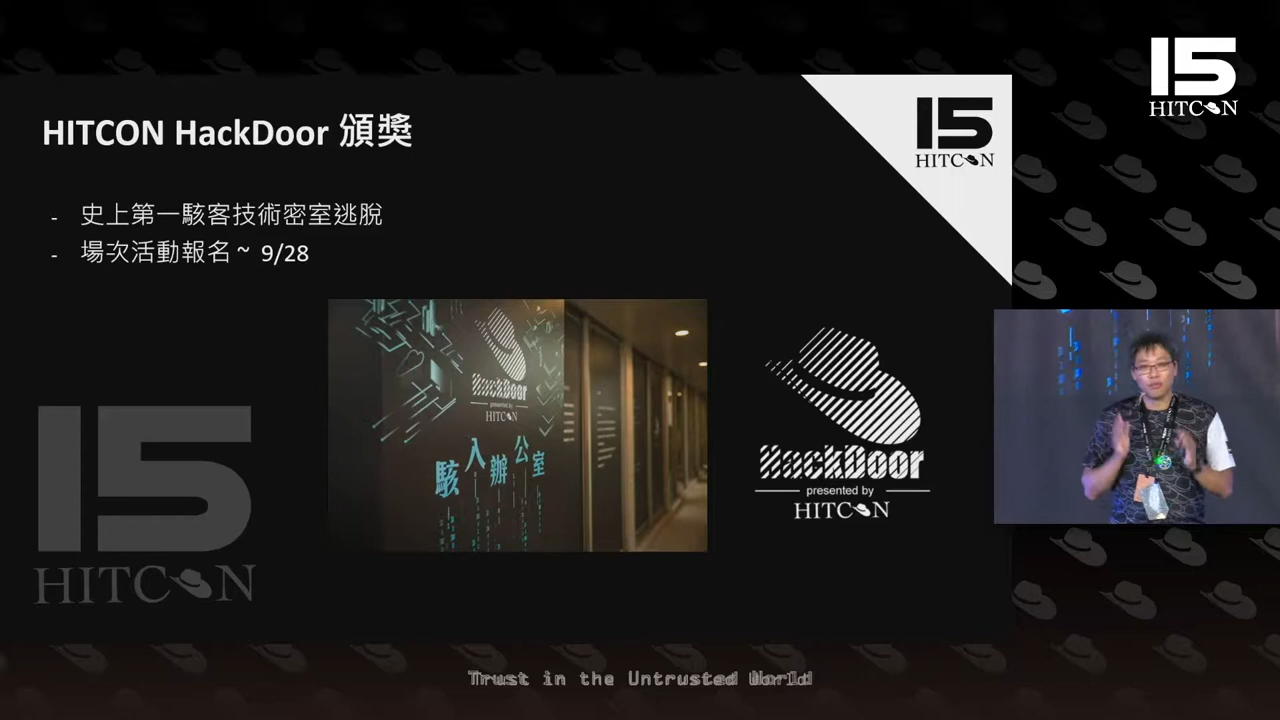 15
HITCON
HITCON HackDoor 頒獎
15
HITCON
- 史上第一駭客技術密室逃脫
- 場次活動報名~ 9/28
HackDoor
presented by
HITCON
駭入辦公室
HackDoor
presented by
HITCON
15
HITCON
Trust in the Untrusted World